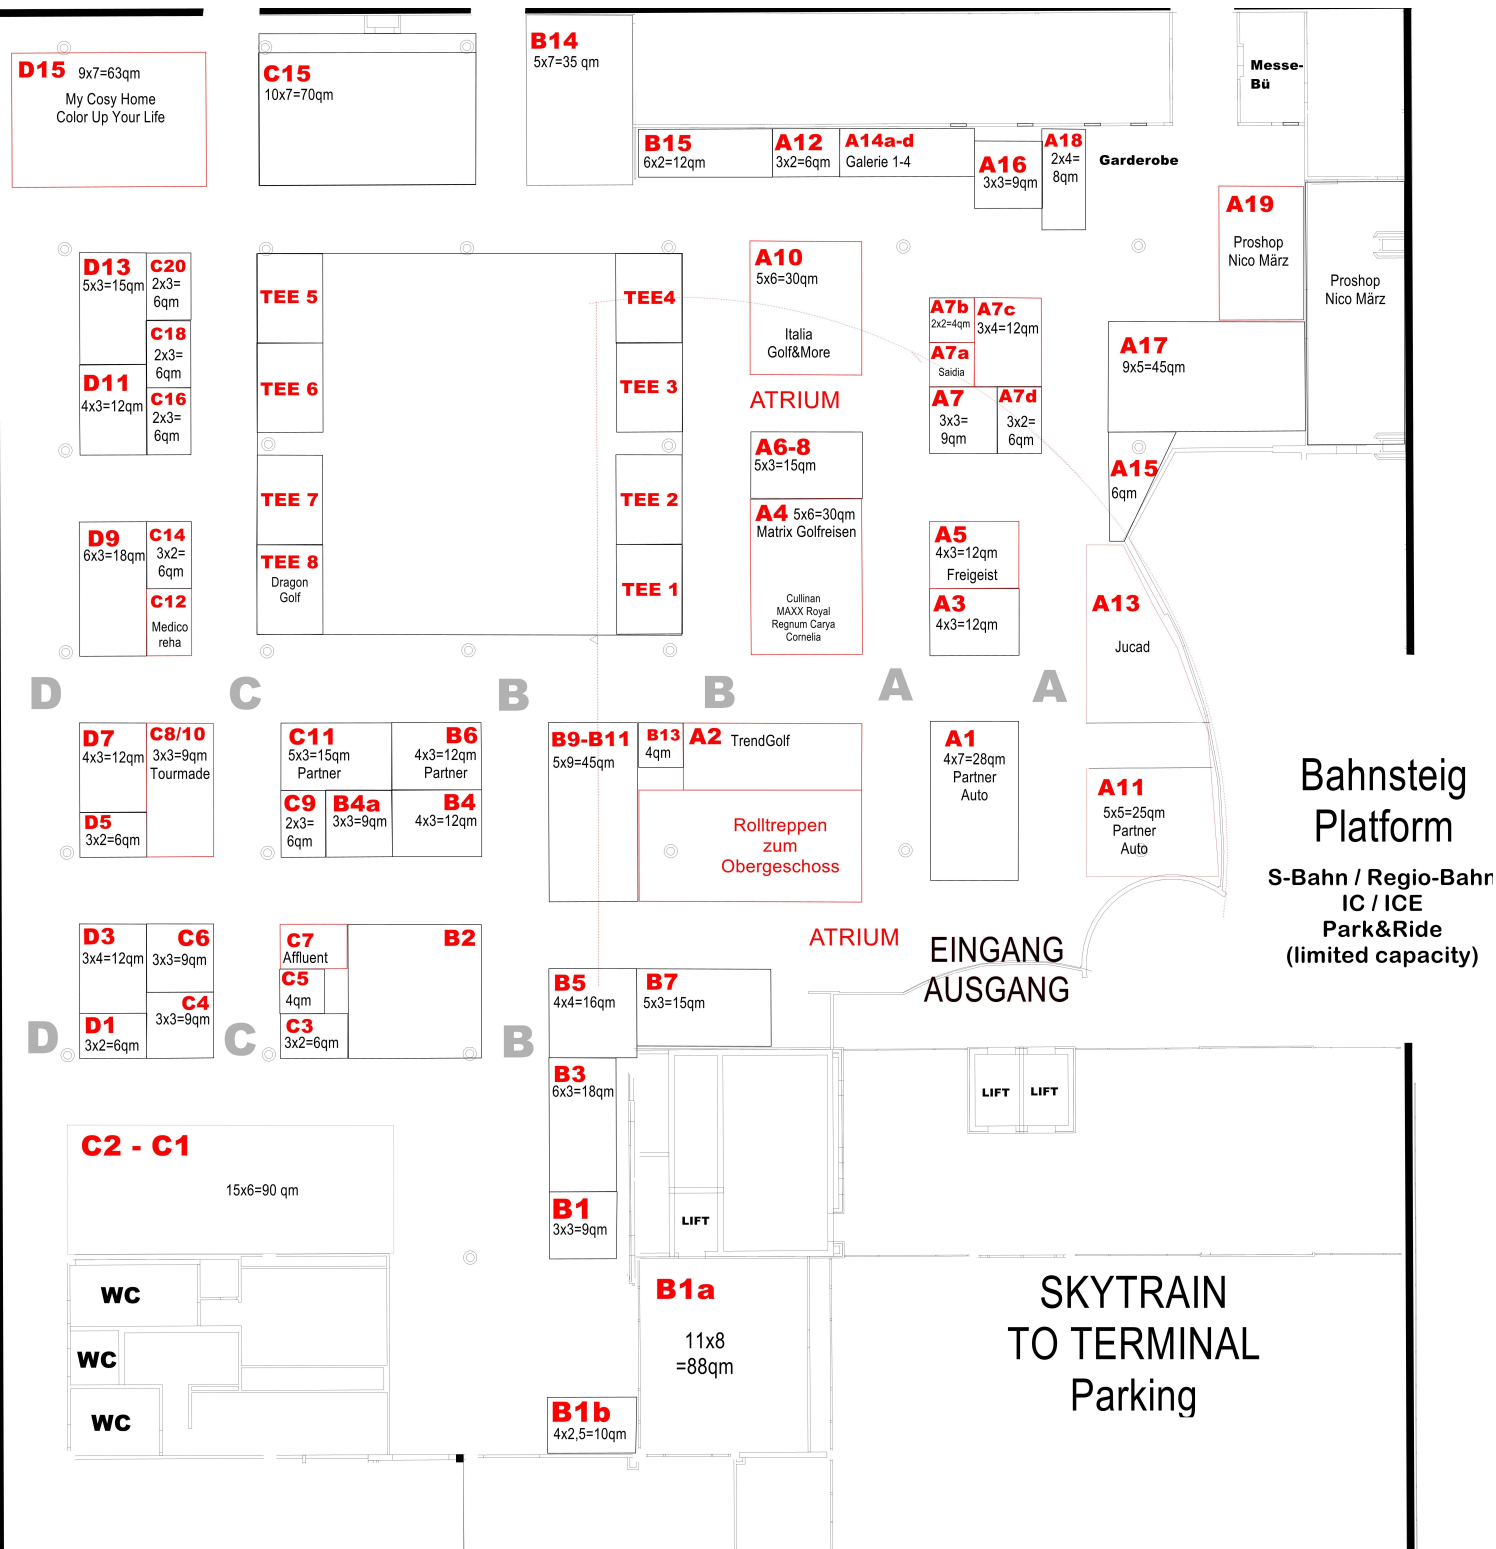 D15 9x7=63qm
My Cosy Home
Color Up Your Life
C15
10x7=70qm
B14
5x7=35 qm
Messe-
Bü
B15
6x2=12qm
A12
3x2=6qm
A14a-d
Galerie 1-4
A16
3x3=9qm
A18
2x4=
8qm
Garderobe
A19
Proshop
Nico März
Proshop
Nico März
D13
5x3=15qm
C20
2x3=
6qm
C18
2x3=
6qm
D11
4x3=12qm
C16
2x3=
6qm
TEE 5
TEE 6
TEE 7
TEE 8
Dragon
Golf
TEE4
TEE 3
TEE 2
TEE 1
A10
5x6=30qm
Italia
Golf&More
ATRIUM
A6-8
5x3=15qm
A4 5x6=30qm
Matrix Golfreisen
Cullinan
MAXX Royal
Regnum Carya
Cornelia
A7b
2x2=4qm
A7c
3x4=12qm
A7a
Saidia
A7
3x3=
9qm
A7d
3x2=
6qm
A17
9x5=45qm
A15
6qm
D9
6x3=18qm
C14
3x2=
6qm
C12
Medico
reha
A5
4x3=12qm
Freigeist
A3
4x3=12qm
A13
Jucad
D
C
B
B
A
A
D7
4x3=12qm
C8/10
3x3=9qm
Tourmade
D5
3x2=6qm
C11
5x3=15qm
Partner
B6
4x3=12qm
Partner
C9
2x3=
6qm
B4a
3x3=9qm
B4
4x3=12qm
B9-B11
5x9=45qm
B13
4qm
A2 TrendGolf
Rolltreppen
zum
Obergeschoss
A1
4x7=28qm
Partner
Auto
A11
5x5=25qm
Partner
Auto
Bahnsteig
Platform
S-Bahn / Regio-Bahn
IC / ICE
Park&Ride
(limited capacity)
D3
3x4=12qm
C6
3x3=9qm
D1
3x2=6qm
C4
3x3=9qm
C7
Affluent
C5
4qm
C3
3x2=6qm
B2
ATRIUM
EINGANG
AUSGANG
B5
4x4=16qm
B7
5x3=15qm
D
C
B
B3
6x3=18qm
LIFT
LIFT
C2 - C1
15x6=90 qm
B1
3x3=9qm
LIFT
WC
WC
WC
B1a
11x8
=88qm
B1b
4x2,5=10qm
SKYTRAIN
TO TERMINAL
Parking